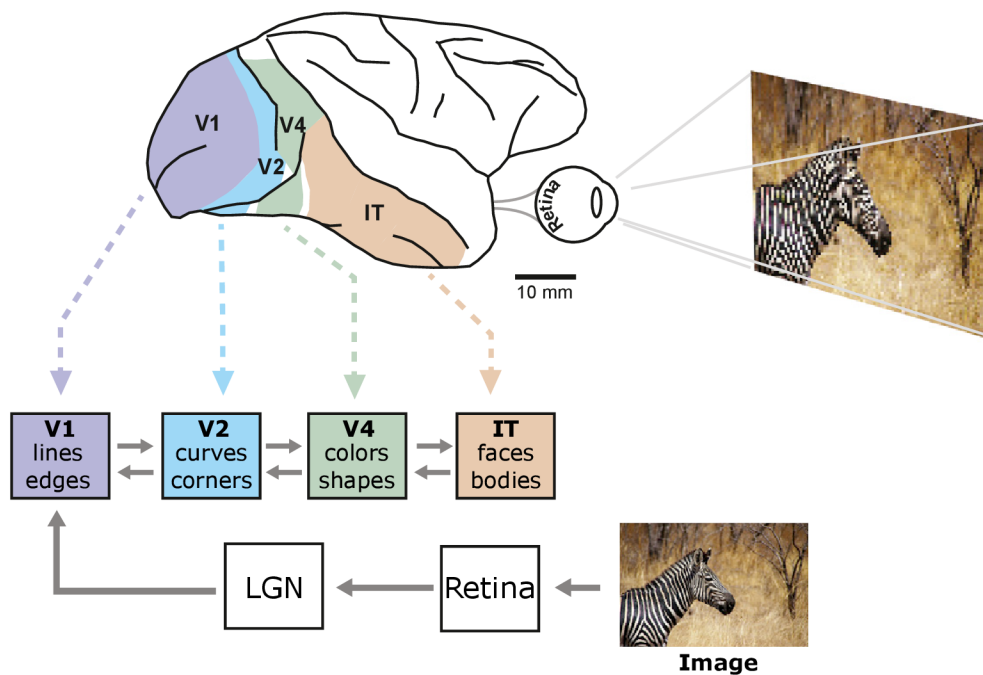 V1
V4
V2
IT
Retina
10 mm
V1
lines
edges
V2
curves
corners
V4
colors
shapes
IT
faces
bodies
LGN
Retina
Image